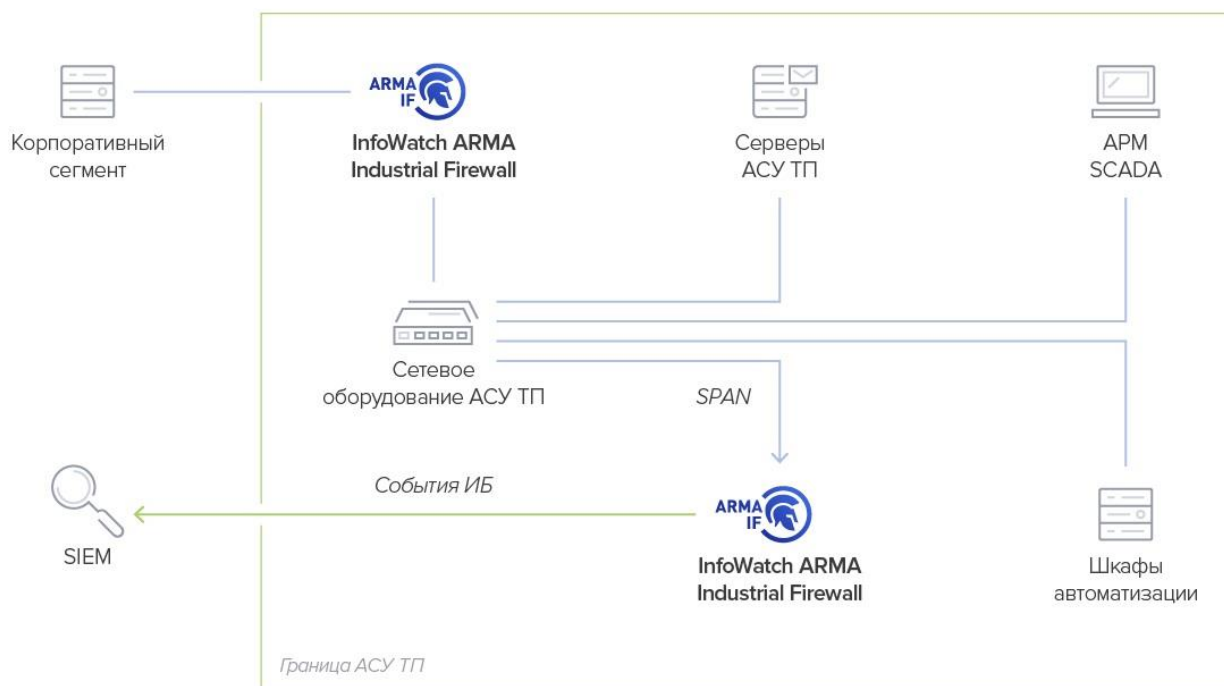 ARMA
IF
Корпоративный
сегмент
InfoWatch ARMA
Industrial Firewall
Серверы
АСУ ТП
АРМ
SCADA
Сетевое
оборудование АСУ ТП
SPAN
События ИБ
SIEM
ARMA
IF
InfoWatch ARMA
Industrial Firewall
Шкафы
автоматизации
Граница АСУ ТП